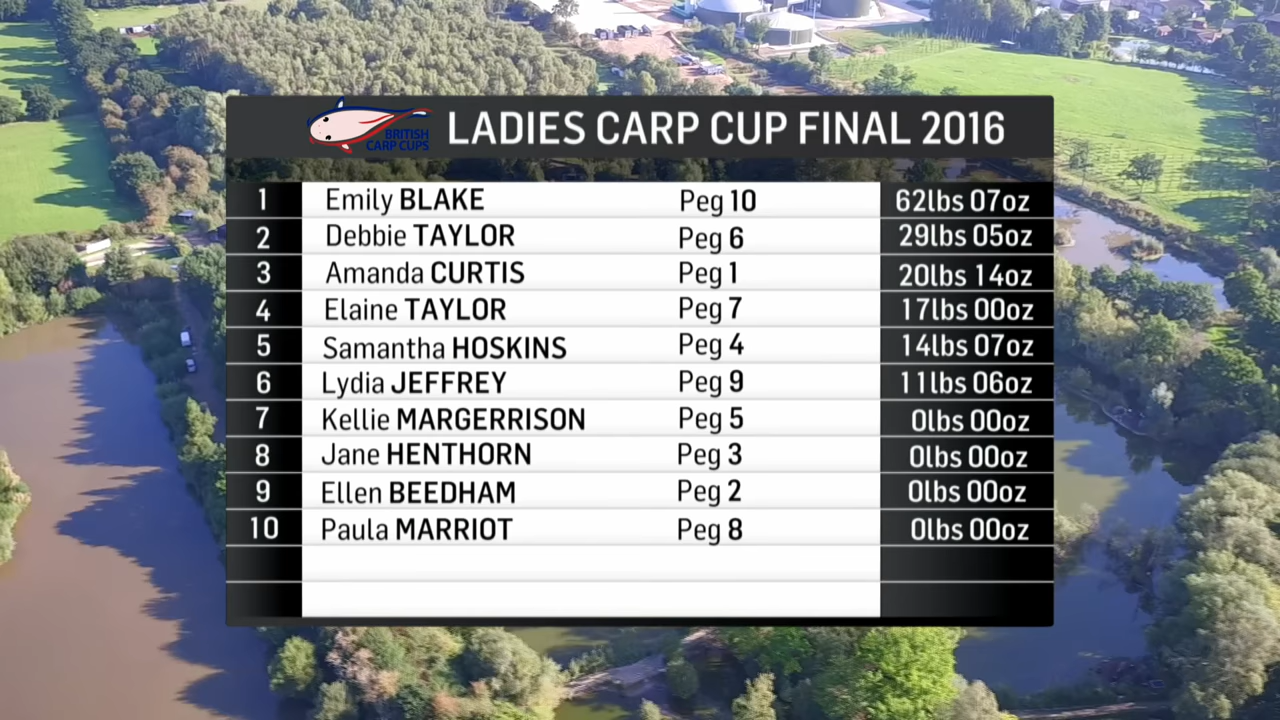 BRITISH
CARP CUPS
LADIES CARP CUP FINAL 2016
1 Emily BLAKE Peg 10 62lbs 07oz
2 Debbie TAYLOR Peg 6 29lbs 05oz
3 Amanda CURTIS Peg 1 20lbs 14oz
4 Elaine TAYLOR Peg 7 17lbs 00oz
5 Samantha HOSKINS Peg 4 14lbs 07oz
6 Lydia JEFFREY Peg 9 11lbs 06oz
7 Kellie MARGERRISON Peg 5 0lbs 00oz
8 Jane HENTHORN Peg 3 0lbs 00oz
9 Ellen BEEDHAM Peg 2 0lbs 00oz
10 Paula MARRIOT Peg 8 0lbs 00oz